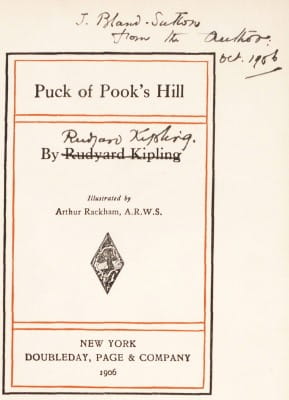 J. Bland-Sutton
from the Author.
Oct. 1906
Puck of Pook's Hill
Rudyard Kipling.
By Rudyard Kipling
Illustrated by
Arthur Rackham, A.R.W.S.
NEW YORK
DOUBLEDAY, PAGE & COMPANY
1906